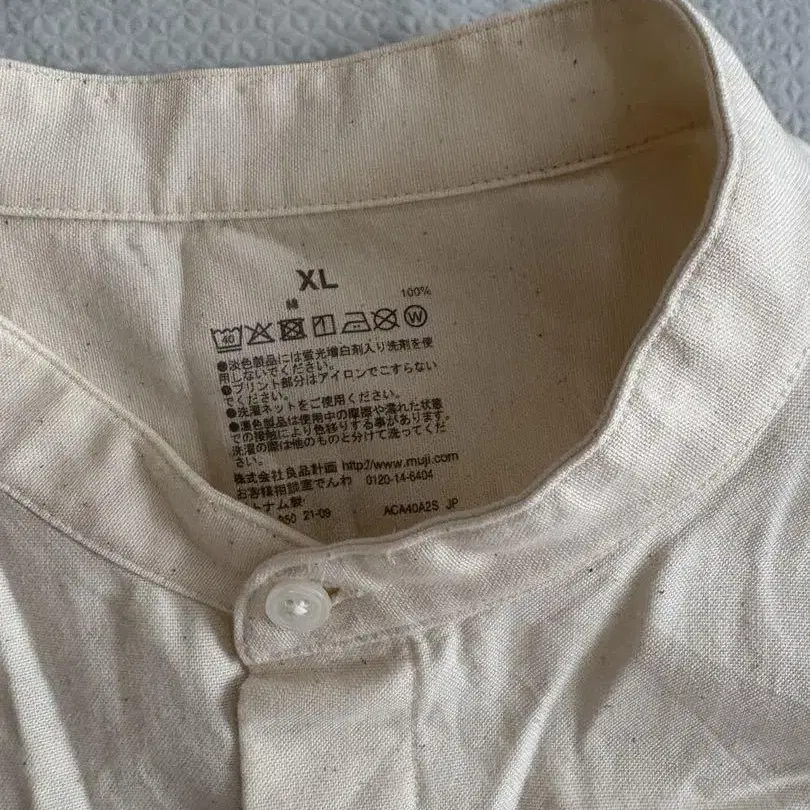 XL
綿 100%
40 W
●淡色製品には蛍光増白剤入り洗剤を使
用しないでください。
●プリント部分はアイロンでこすらない
でください。
●洗濯ネットをご使用ください。
●濃色製品は使用中の摩擦や濡れた状態
での接触により色移りする事があります。
洗濯の際は他のものと分けて洗ってくだ
さい。
株式会社良品計画 http://www.muji.com
お客様相談室でんわ 0120-14-6404
トナム製
050 21-09 ACA40A2S JP